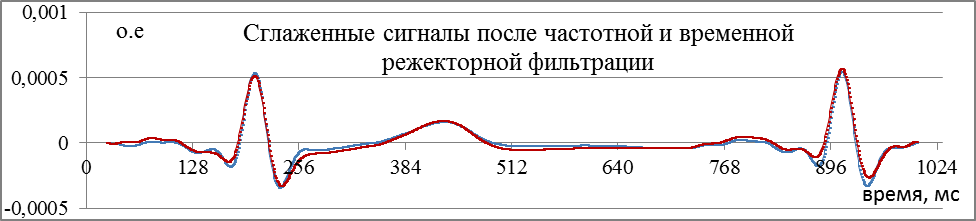 0,001
о.е
Сглаженные сигналы после частотной и временной
режекторной фильтрации
0,0005
0
0 128 256 384 512 640 768 896 1024
время, мс
-0,0005